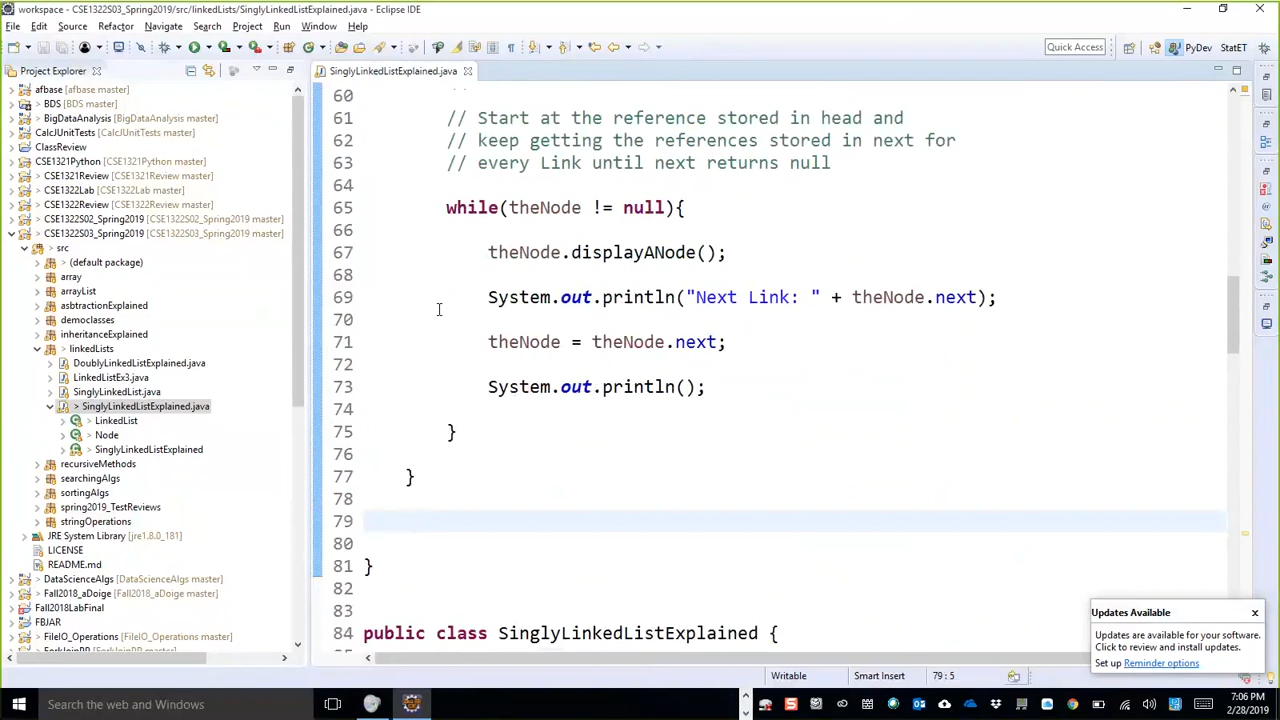 workspace - CSE1322S03_Spring2019/src/linkedLists/SinglyLinkedListExplained.java - Eclipse IDE
File Edit Source Refactor Navigate Search Project Run Window Help
Quick Access
PyDev
StatET
Project Explorer
SinglyLinkedListExplained.java
afbase [afbase master]
BDS [BDS master]
BigDataAnalysis [BigDataAnalysis master]
CalcJUnitTests [CalcJUnitTests master]
ClassReview
CSE1321Python [CSE1321Python master]
CSE1321Review [CSE1321Review master]
CSE1322Lab [CSE1322Lab master]
CSE1322Review [CSE1322Review master]
CSE1322S02_Spring2019 [CSE1322S02_Spring2019 master]
> CSE1322S03_Spring2019 [CSE1322S03_Spring2019 master]
> src
> (default package)
array
arrayList
asbtractionExplained
democlasses
inheritanceExplained
> linkedLists
DoublyLinkedListExplained.java
LinkedListEx3.java
SinglyLinkedList.java
> SinglyLinkedListExplained.java
> LinkedList
> Node
> SinglyLinkedListExplained
recursiveMethods
searchingAlgs
sortingAlgs
spring2019_TestReviews
stringOperations
JRE System Library [jre1.8.0_181]
LICENSE
README.md
> DataScienceAlgs [DataScienceAlgs master]
> Fall2018_aDoige [Fall2018_aDoige master]
Fall2018LabFinal
FBJAR
> FileIO_Operations [FileIO_Operations master]
60
61 // Start at the reference stored in head and
62 // keep getting the references stored in next for
63 // every Link until next returns null
64
65 while(theNode != null){
66
67 theNode.displayANode();
68
69 System.out.println("Next Link: " + theNode.next);
70
71 theNode = theNode.next;
72
73 System.out.println();
74
75 }
76
77 }
78
79
80
81 }
82
83
84 public class SinglyLinkedListExplained {
Updates Available
Updates are available for your software.
Click to review and install updates.
Set up Reminder options
Writable
Smart Insert
79 : 5
Search the web and Windows
7:06 PM
2/28/2019